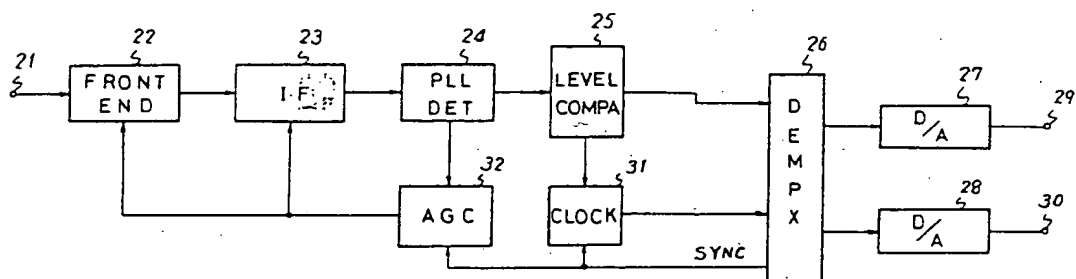 21
22
23
24
25
26
27
28
29
30
31
32
FRONT
END
I·F
PLL
DET
LEVEL
COMPA
DEMPX
D/A
D/A
AGC
CLOCK
SYNC